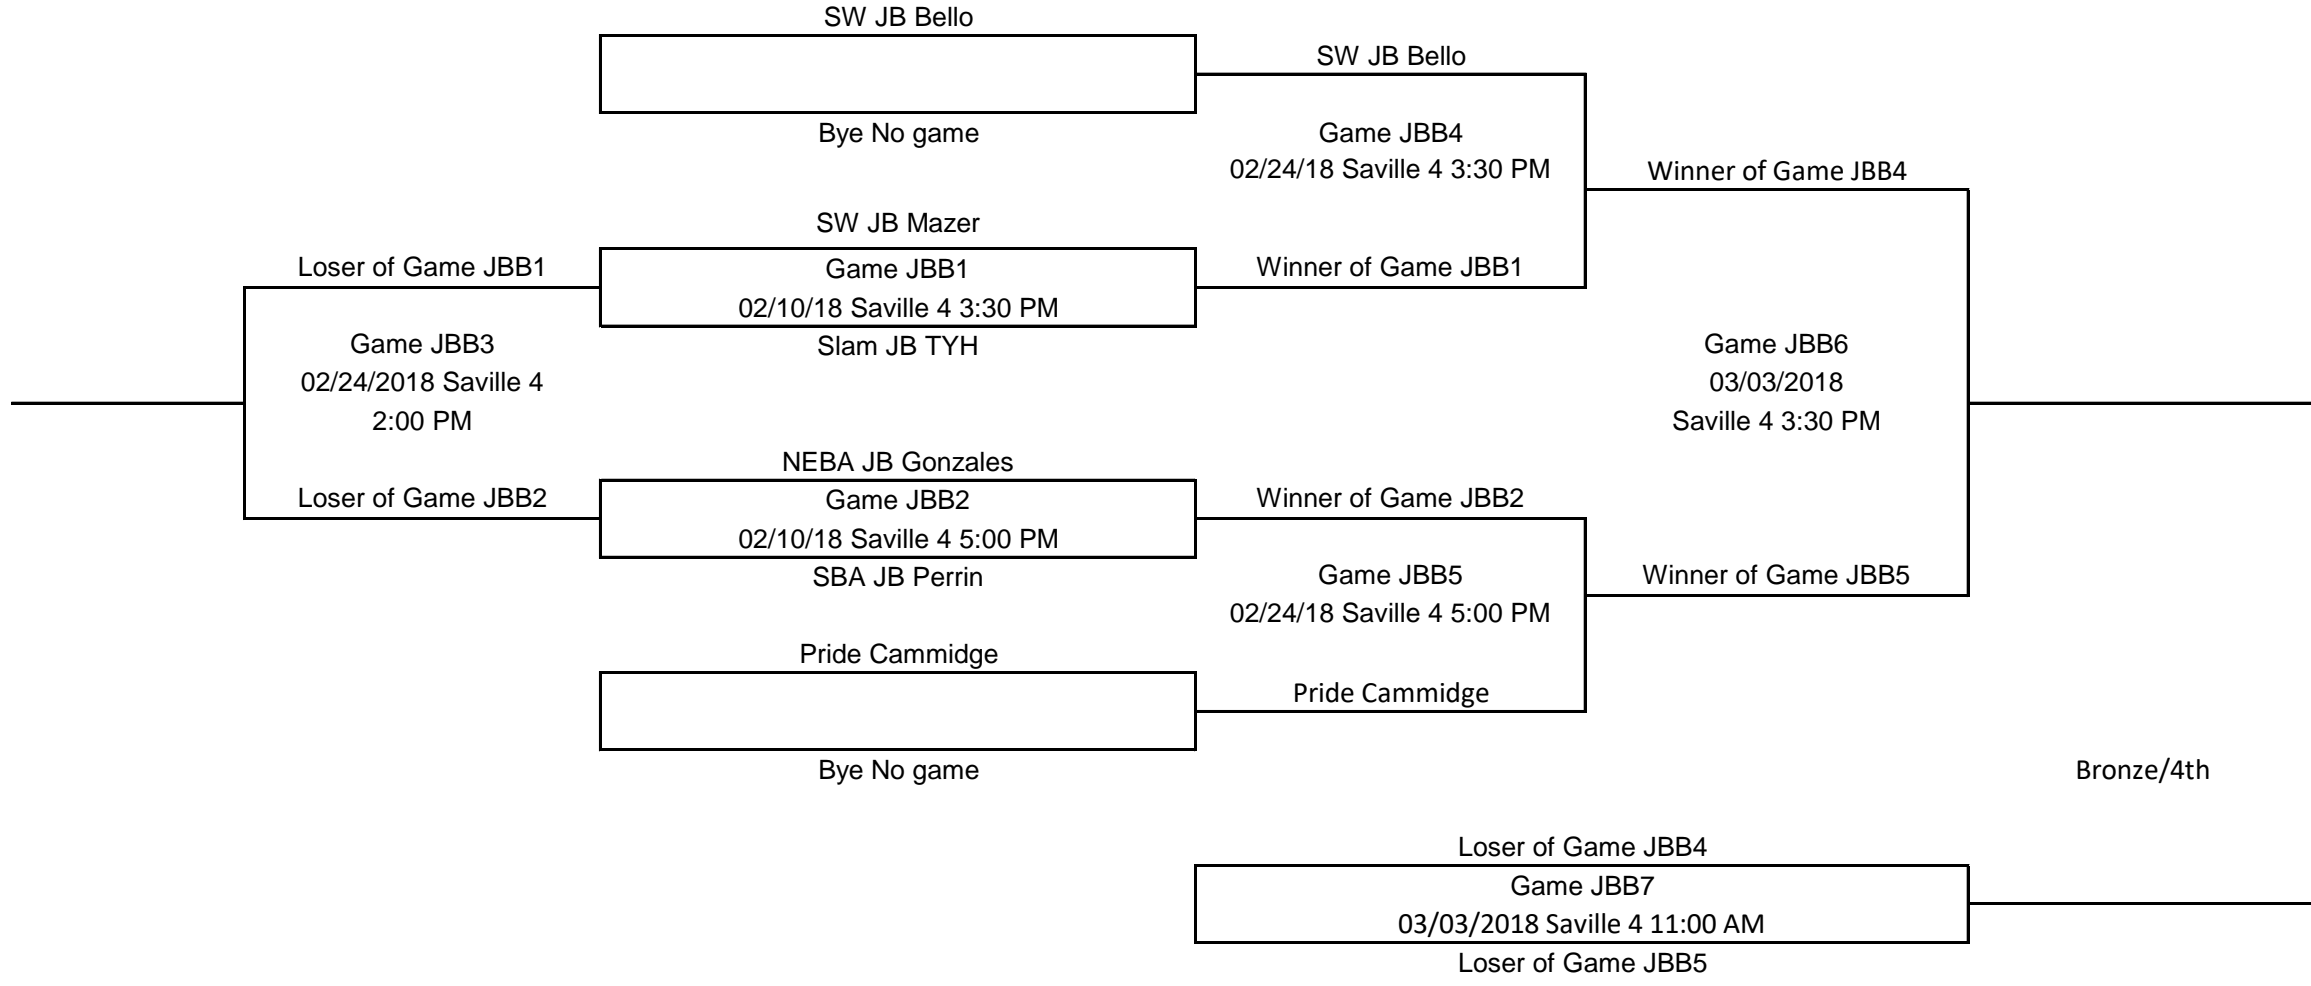 SW JB Bello
SW JB Bello
Bye No game
Game JBB4
02/24/18 Saville 4 3:30 PM
Winner of Game JBB4
SW JB Mazer
Loser of Game JBB1
Game JBB1
Winner of Game JBB1
02/10/18 Saville 4 3:30 PM
Slam JB TYH
Game JBB3
02/24/2018 Saville 4
2:00 PM
Game JBB6
03/03/2018
Saville 4 3:30 PM
NEBA JB Gonzales
Loser of Game JBB2
Game JBB2
Winner of Game JBB2
02/10/18 Saville 4 5:00 PM
SBA JB Perrin
Game JBB5
02/24/18 Saville 4 5:00 PM
Winner of Game JBB5
Pride Cammidge
Pride Cammidge
Bye No game
Bronze/4th
Loser of Game JBB4
Game JBB7
03/03/2018 Saville 4 11:00 AM
Loser of Game JBB5